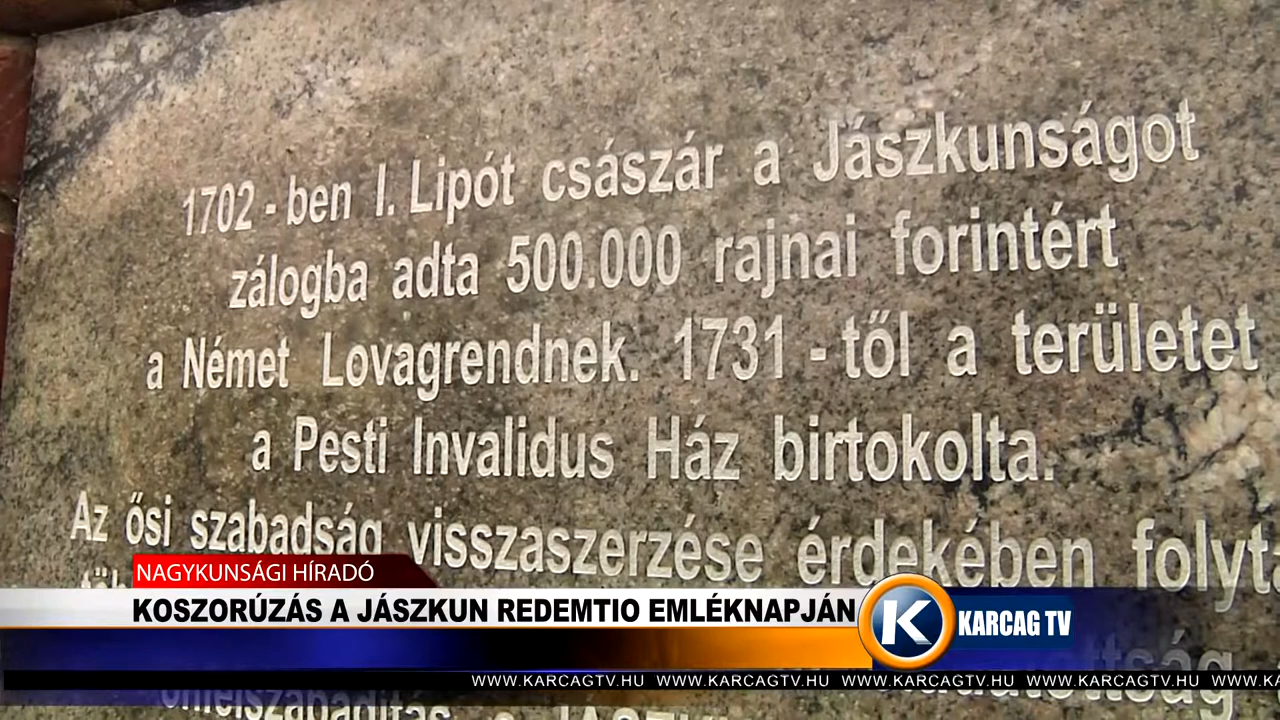 1702 - ben I. Lipót császár a Jászkunságot
zálogba adta 500.000 rajnai forintért
a Német Lovagrendnek. 1731 - től a területet
a Pesti Invalidus Ház birtokolta.
Az ősi szabadság visszaszerzése érdekében folyta
NAGYKUNSÁGI HÍRADÓ
KOSZORÚZÁS A JÁSZKUN REDEMTIO EMLÉKNAPJÁN
K KARCAG TV
WWW.KARCAGTV.HU WWW.KARCAGTV.HU WWW.KARCAGTV.HU WWW.KARCAGTV.HU WWW.K